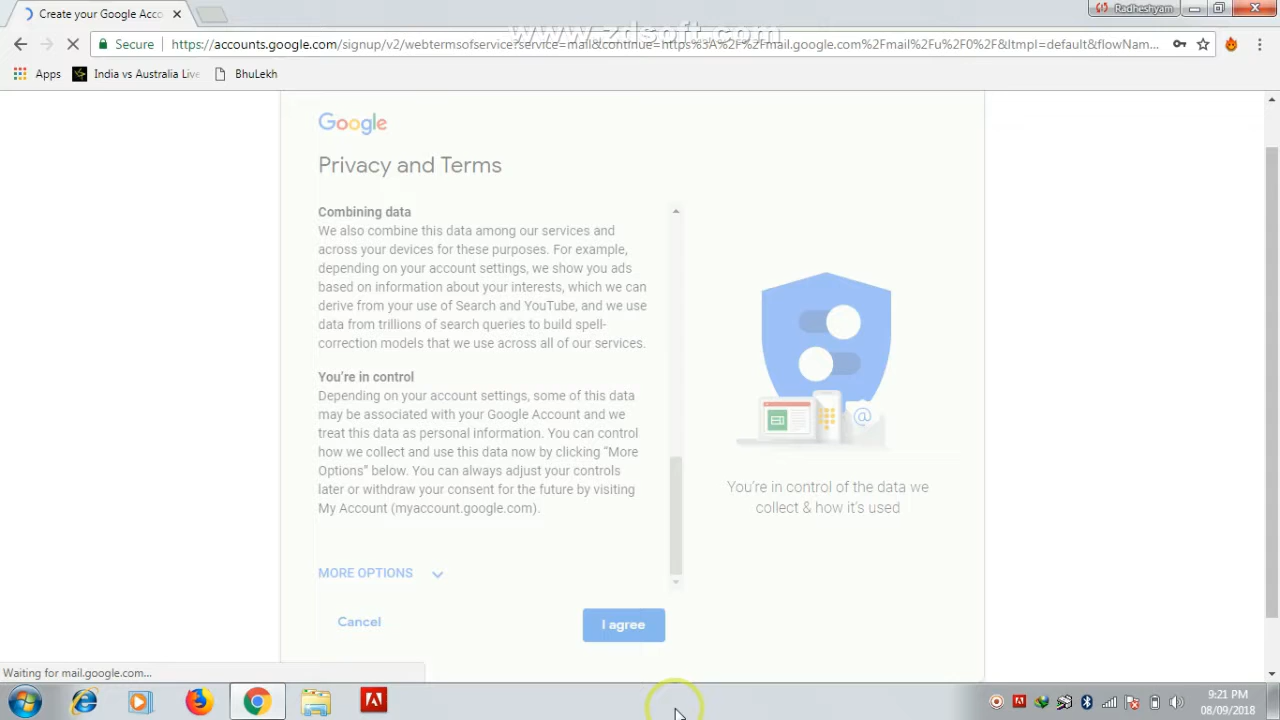 Create your Google Acco
Radheshyam
www.zdsoft.com
Secure
https://accounts.google.com/signup/v2/webtermsofservice?service=mail&continue=https%3A%2F%2Fmail.google.com%2Fmail%2Fu%2F0%2F&ltmpl=default&flowNam...
Apps
India vs Australia Live
BhuLekh
Google
Privacy and Terms
Combining data
We also combine this data among our services and
across your devices for these purposes. For example,
depending on your account settings, we show you ads
based on information about your interests, which we can
derive from your use of Search and YouTube, and we use
data from trillions of search queries to build spell-
correction models that we use across all of our services.
You're in control
Depending on your account settings, some of this data
may be associated with your Google Account and we
treat this data as personal information. You can control
how we collect and use this data now by clicking “More
Options” below. You can always adjust your controls
later or withdraw your consent for the future by visiting
My Account (myaccount.google.com).
MORE OPTIONS
Cancel
I agree
You're in control of the data we
collect & how it's used
Waiting for mail.google.com...
9:21 PM
08/09/2018